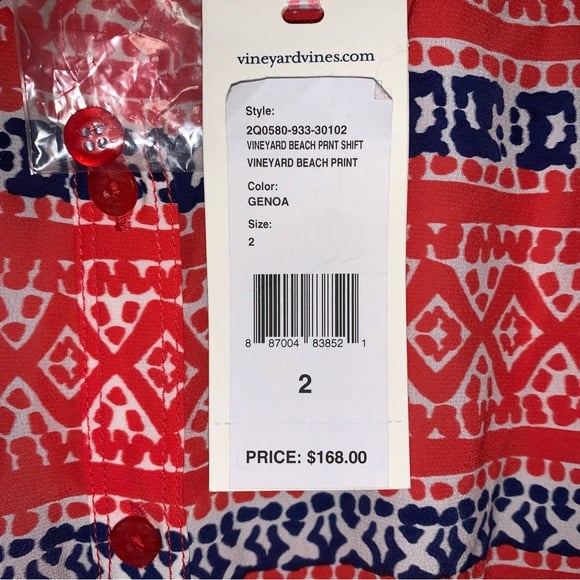 vineyardvines.com
Style:
2Q0580-933-30102
VINEYARD BEACH PRNT SHIFT
VINEYARD BEACH PRINT
Color:
GENOA
Size:
2
8 87004 83852 1
2
PRICE: $168.00